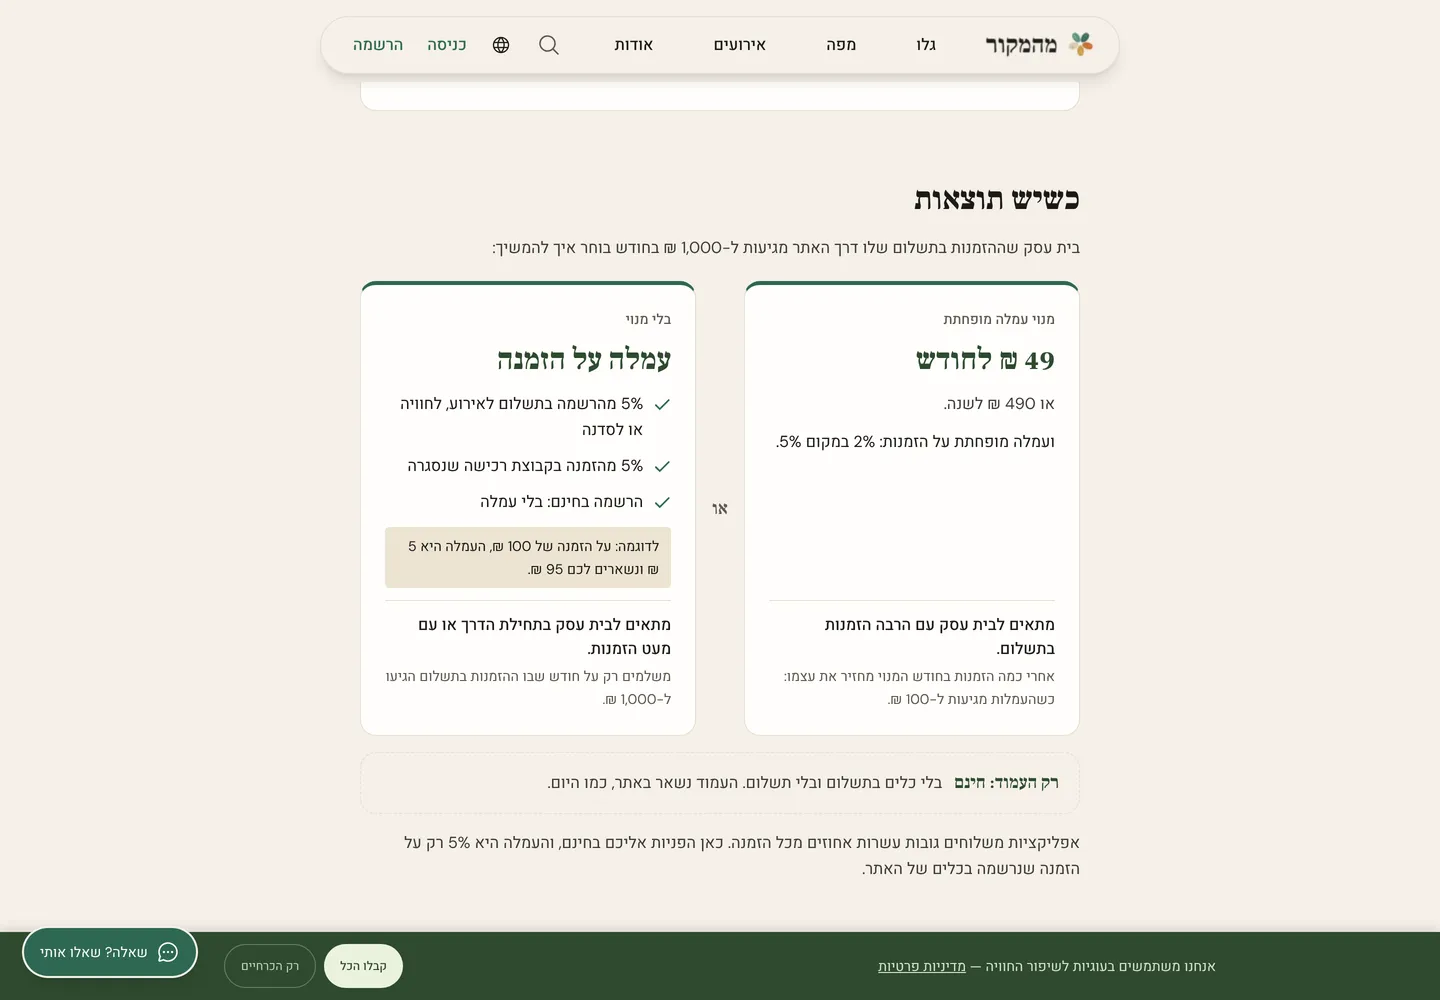 מהמקור
גלו
מפה
אירועים
אודות
כניסה
הרשמה
כשיש תוצאות
בית עסק שההזמנות בתשלום שלו דרך האתר מגיעות ל-1,000 ₪ בחודש בוחר איך להמשיך:
מנוי עמלה מופחתת
49 ₪ לחודש
או 490 ₪ לשנה.
ועמלה מופחתת על הזמנות: 2% במקום 5%.
מתאים לבית עסק עם הרבה הזמנות
בתשלום.
אחרי כמה הזמנות בחודש המנוי מחזיר את עצמו:
כשהעמלות מגיעות ל-100 ₪.
או
בלי מנוי
עמלה על הזמנה
5% מהרשמה בתשלום לאירוע, לחוויה
או לסדנה
5% מהזמנה בקבוצת רכישה שנסגרה
הרשמה בחינם: בלי עמלה
לדוגמה: על הזמנה של 100 ₪, העמלה היא 5
₪ ונשארים לכם 95 ₪.
מתאים לבית עסק בתחילת הדרך או עם
מעט הזמנות.
משלמים רק על חודש שבו ההזמנות בתשלום הגיעו
ל-1,000 ₪.
רק העמוד: חינם בלי כלים בתשלום ובלי תשלום. העמוד נשאר באתר, כמו היום.
אפליקציות משלוחים גובות עשרות אחוזים מכל הזמנה. כאן הפניות אליכם בחינם, והעמלה היא 5% רק על
הזמנה שנרשמה בכלים של האתר.
אנחנו משתמשים בעוגיות לשיפור החוויה — מדיניות פרטיות
קבלו הכל
רק הכרחיים
שאלה? שאלו אותי